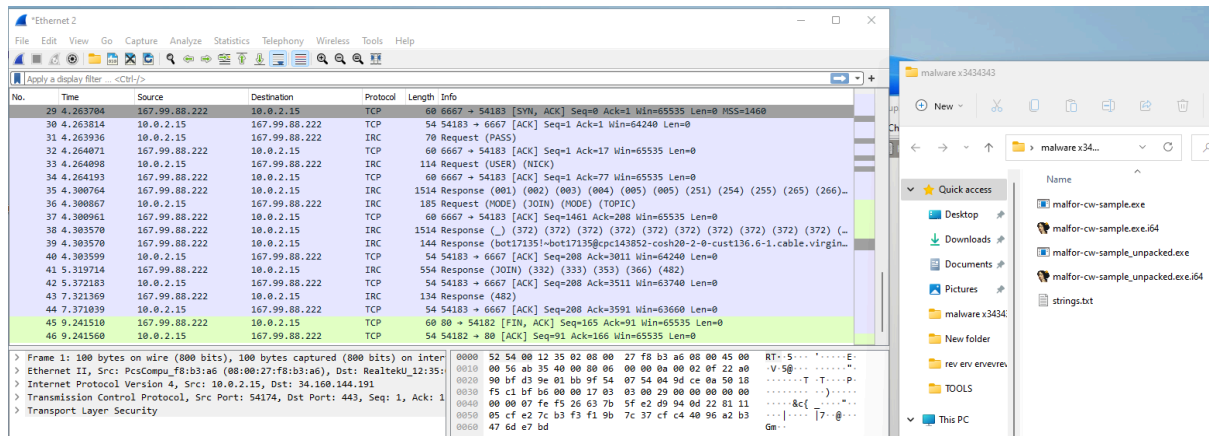 *Ethernet 2
File Edit View Go Capture Analyze Statistics Telephony Wireless Tools Help
Apply a display filter ... <Ctrl-/>
No. Time Source Destination Protocol Length Info
29 4.263704 167.99.88.222 10.0.2.15 TCP 60 6667 → 54183 [SYN, ACK] Seq=0 Ack=1 Win=65535 Len=0 MSS=1460
30 4.263814 10.0.2.15 167.99.88.222 TCP 54 54183 → 6667 [ACK] Seq=1 Ack=1 Win=64240 Len=0
31 4.263936 10.0.2.15 167.99.88.222 IRC 70 Request (PASS)
32 4.264071 167.99.88.222 10.0.2.15 TCP 60 6667 → 54183 [ACK] Seq=1 Ack=17 Win=65535 Len=0
33 4.264098 10.0.2.15 167.99.88.222 IRC 114 Request (USER) (NICK)
34 4.264193 167.99.88.222 10.0.2.15 TCP 60 6667 → 54183 [ACK] Seq=1 Ack=77 Win=65535 Len=0
35 4.300764 167.99.88.222 10.0.2.15 IRC 1514 Response (001) (002) (003) (004) (005) (005) (251) (254) (255) (265) (266)…
36 4.300867 10.0.2.15 167.99.88.222 IRC 185 Request (MODE) (JOIN) (MODE) (TOPIC)
37 4.300961 167.99.88.222 10.0.2.15 TCP 60 6667 → 54183 [ACK] Seq=1461 Ack=208 Win=65535 Len=0
38 4.303570 167.99.88.222 10.0.2.15 IRC 1514 Response (_) (372) (372) (372) (372) (372) (372) (372) (372) (372) (372) (…
39 4.303570 167.99.88.222 10.0.2.15 IRC 144 Response (bot17135!~bot17135@cpc143852-cosh20-2-0-cust136.6-1.cable.virgin…
40 4.303599 10.0.2.15 167.99.88.222 TCP 54 54183 → 6667 [ACK] Seq=208 Ack=3011 Win=64240 Len=0
41 5.319714 167.99.88.222 10.0.2.15 IRC 554 Response (JOIN) (332) (333) (353) (366) (482)
42 5.372183 10.0.2.15 167.99.88.222 TCP 54 54183 → 6667 [ACK] Seq=208 Ack=3511 Win=63740 Len=0
43 7.321369 167.99.88.222 10.0.2.15 IRC 134 Response (482)
44 7.371039 10.0.2.15 167.99.88.222 TCP 54 54183 → 6667 [ACK] Seq=208 Ack=3591 Win=63660 Len=0
45 9.241510 167.99.88.222 10.0.2.15 TCP 60 80 → 54182 [FIN, ACK] Seq=165 Ack=91 Win=65535 Len=0
46 9.241560 10.0.2.15 167.99.88.222 TCP 54 54182 → 80 [ACK] Seq=91 Ack=166 Win=65535 Len=0
> Frame 1: 100 bytes on wire (800 bits), 100 bytes captured (800 bits) on inter
> Ethernet II, Src: PcsCompu_f8:b3:a6 (08:00:27:f8:b3:a6), Dst: RealtekU_12:35:
> Internet Protocol Version 4, Src: 10.0.2.15, Dst: 34.160.144.191
> Transmission Control Protocol, Src Port: 54174, Dst Port: 443, Seq: 1, Ack: 1
> Transport Layer Security
0000 52 54 00 12 35 02 08 00 27 f8 b3 a6 08 00 45 00 RT··5··· '·····E·
0010 00 56 ab 35 40 00 80 06 00 00 0a 00 02 0f 22 a0 ·V·5@··· ······"·
0020 90 bf d3 9e 01 bb 9f 54 07 54 04 9d ce 0a 50 18 ·······T ·T····P·
0030 f5 c1 bf b6 00 00 17 03 03 00 29 00 00 00 00 00 ········ ··)·····
0040 00 00 07 fe f5 26 63 7b 5f e2 d9 94 0d 22 81 11 ·····&c{ _····"··
0050 05 cf e2 7c b3 f3 f1 9b 7c 37 cf c4 40 96 a2 b3 ···|···· |7··@···
0060 47 6d e7 bd Gm··
malware x3434343
New
malware x34...
Name
Quick access
Desktop
Downloads
Documents
Pictures
malware x3434:
New folder
rev erv ervevrev
TOOLS
This PC
malfor-cw-sample.exe
malfor-cw-sample.exe.i64
malfor-cw-sample_unpacked.exe
malfor-cw-sample_unpacked.exe.i64
strings.txt